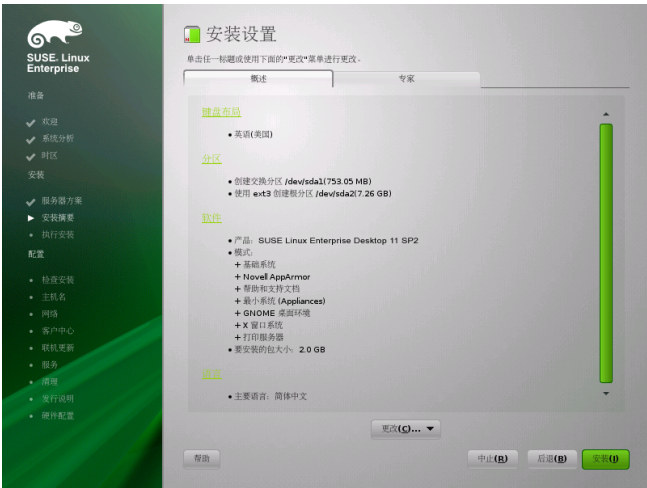 SUSE. Linux
Enterprise
准备
欢迎
系统分析
时区
安装
服务器方案
安装摘要
执行安装
配置
检查安装
主机名
网络
客户中心
联机更新
服务
清理
发行说明
硬件配置
安装设置
单击任一标题或使用下面的"更改"菜单进行更改。
概述
专家
键盘布局
英语(美国)
分区
创建交换分区 /dev/sda1(753.05 MB)
使用 ext3 创建根分区 /dev/sda2(7.26 GB)
软件
产品: SUSE Linux Enterprise Desktop 11 SP2
模式:
+ 基础系统
+ Novell AppArmor
+ 帮助和支持文档
+ 最小系统 (Appliances)
+ GNOME 桌面环境
+ X 窗口系统
+ 打印服务器
要安装的包大小: 2.0 GB
语言
主要语言: 简体中文
更改(C)...
帮助
中止(R)
后退(B)
安装(I)